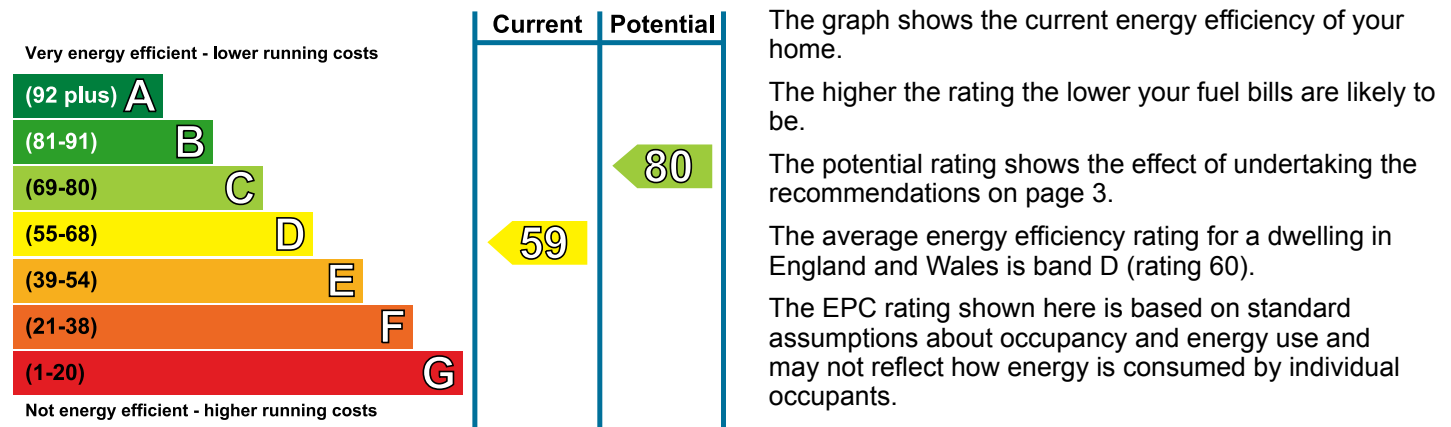 Current Potential
Very energy efficient - lower running costs
(92 plus) A
(81-91) B
(69-80) C
(55-68) D
(39-54) E
(21-38) F
(1-20) G
Not energy efficient - higher running costs
80
59
The graph shows the current energy efficiency of your
home.
The higher the rating the lower your fuel bills are likely to
be.
The potential rating shows the effect of undertaking the
recommendations on page 3.
The average energy efficiency rating for a dwelling in
England and Wales is band D (rating 60).
The EPC rating shown here is based on standard
assumptions about occupancy and energy use and
may not reflect how energy is consumed by individual
occupants.